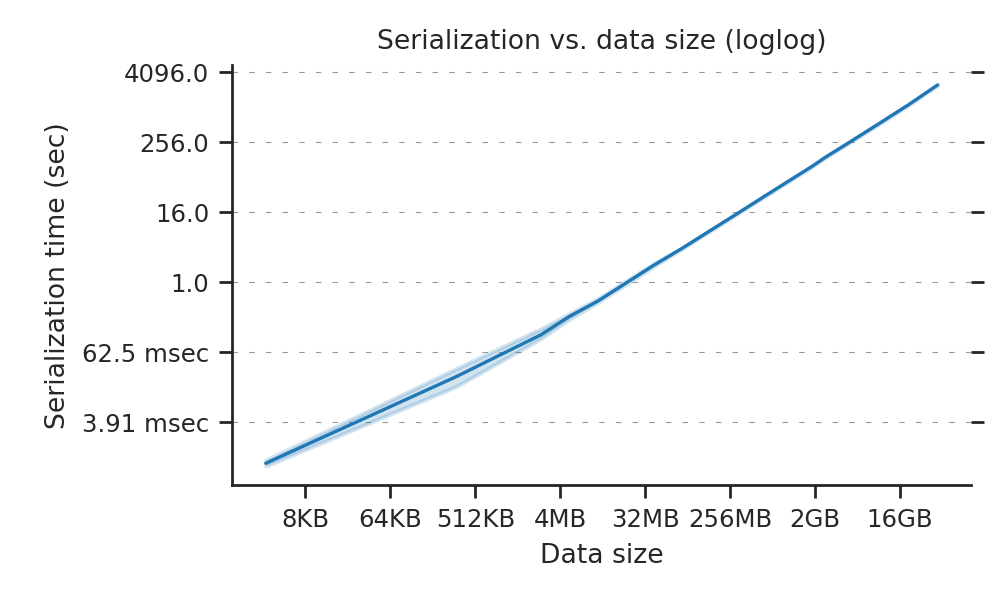 Serialization vs. data size (loglog)
4096.0
256.0
16.0
1.0
62.5 msec
3.91 msec
Serialization time (sec)
8KB 64KB 512KB 4MB 32MB 256MB 2GB 16GB
Data size